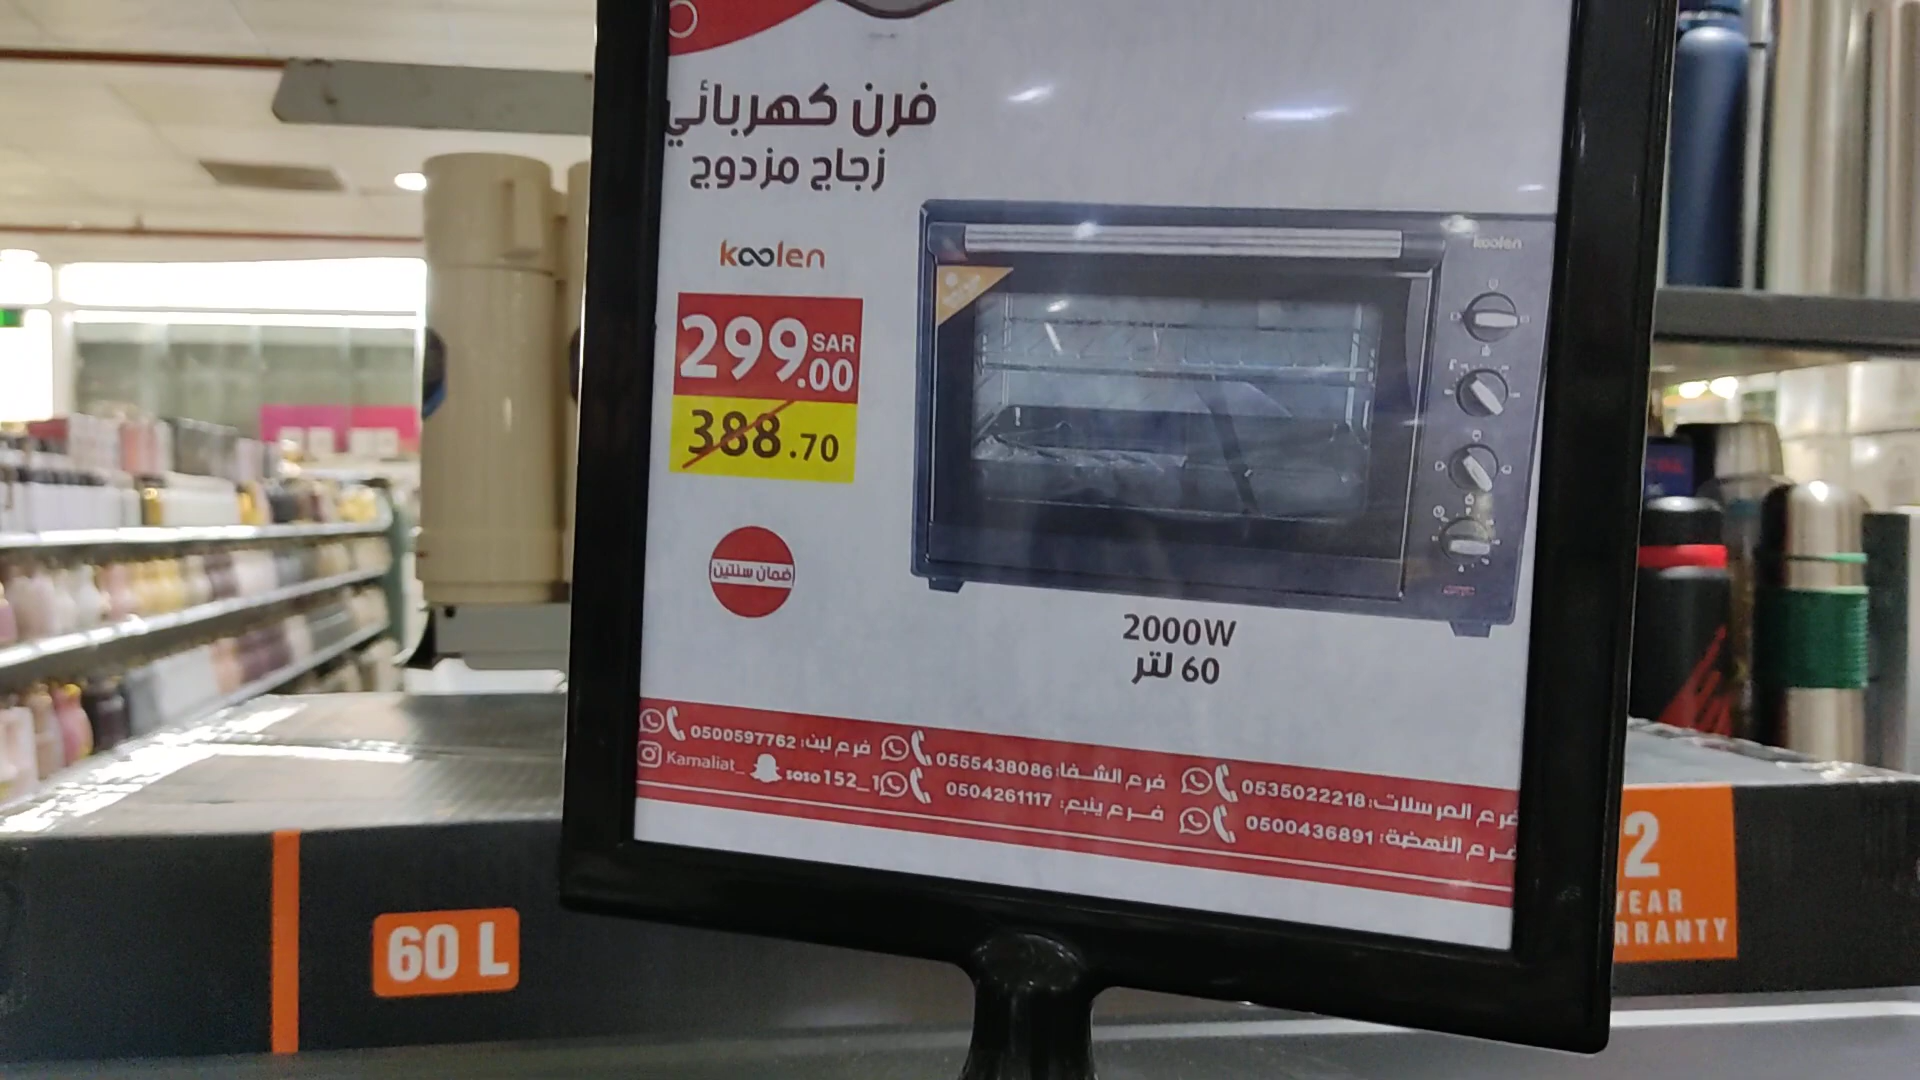 فرن كهربائي
زجاج مزدوج
koolen
299.00 SAR
388.70
ضمان سنتين
koolen
2000W
60 لتر
فرع المرسلات: 0535022218 فرع الشفا: 0555438086 فرع لبن: 0500597762
فرع النهضة: 0500436891 فرع ينبع: 0504261117 soso152_1 Kamaliat_
60 L
2
YEAR
RRANTY